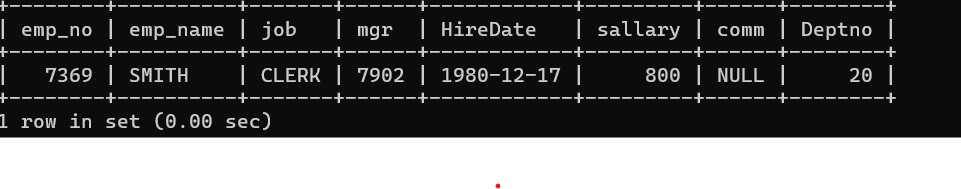 | emp_no | emp_name | job | mgr | HireDate | sallary | comm | Deptno |
| 7369 | SMITH | CLERK | 7902 | 1980-12-17 | 800 | NULL | 20 |
1 row in set (0.00 sec)